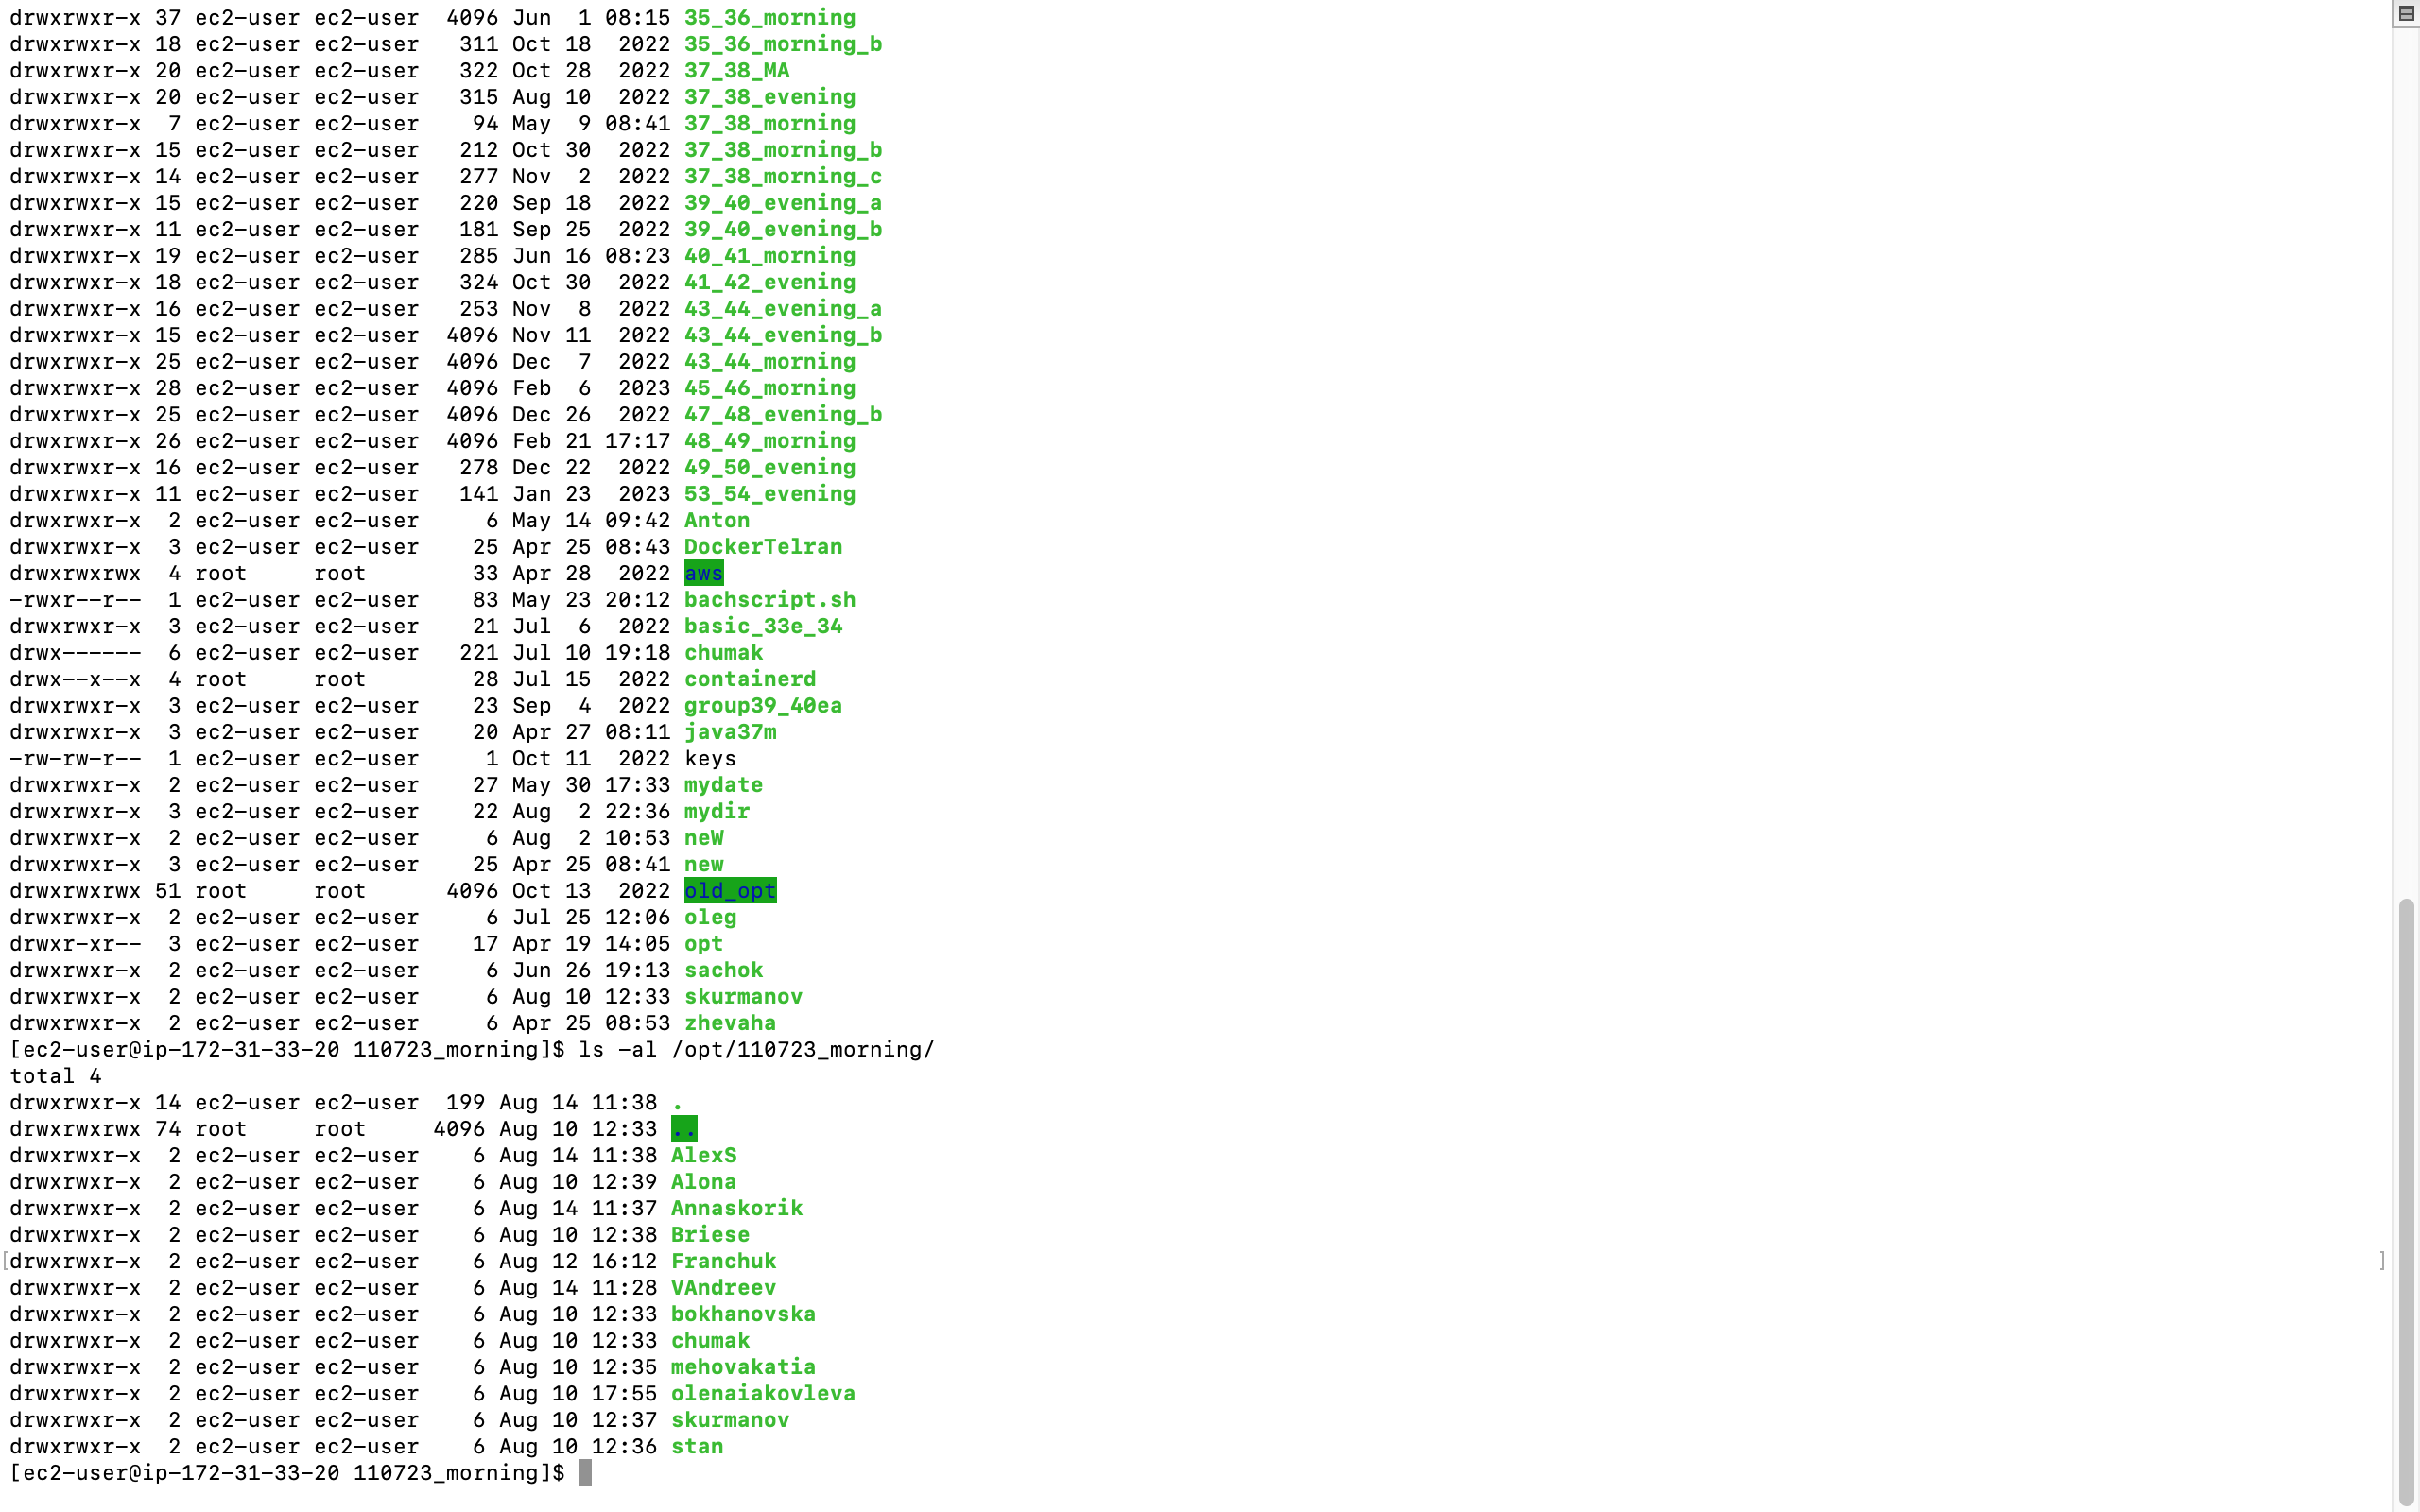 drwxrwxr-x 37 ec2-user ec2-user  4096 Jun  1 08:15 35_36_morning
drwxrwxr-x 18 ec2-user ec2-user   311 Oct 18  2022 35_36_morning_b
drwxrwxr-x 20 ec2-user ec2-user   322 Oct 28  2022 37_38_MA
drwxrwxr-x 20 ec2-user ec2-user   315 Aug 10  2022 37_38_evening
drwxrwxr-x  7 ec2-user ec2-user    94 May  9 08:41 37_38_morning
drwxrwxr-x 15 ec2-user ec2-user   212 Oct 30  2022 37_38_morning_b
drwxrwxr-x 14 ec2-user ec2-user   277 Nov  2  2022 37_38_morning_c
drwxrwxr-x 15 ec2-user ec2-user   220 Sep 18  2022 39_40_evening_a
drwxrwxr-x 11 ec2-user ec2-user   181 Sep 25  2022 39_40_evening_b
drwxrwxr-x 19 ec2-user ec2-user   285 Jun 16 08:23 40_41_morning
drwxrwxr-x 18 ec2-user ec2-user   324 Oct 30  2022 41_42_evening
drwxrwxr-x 16 ec2-user ec2-user   253 Nov  8  2022 43_44_evening_a
drwxrwxr-x 15 ec2-user ec2-user  4096 Nov 11  2022 43_44_evening_b
drwxrwxr-x 25 ec2-user ec2-user  4096 Dec  7  2022 43_44_morning
drwxrwxr-x 28 ec2-user ec2-user  4096 Feb  6  2023 45_46_morning
drwxrwxr-x 25 ec2-user ec2-user  4096 Dec 26  2022 47_48_evening_b
drwxrwxr-x 26 ec2-user ec2-user  4096 Feb 21 17:17 48_49_morning
drwxrwxr-x 16 ec2-user ec2-user   278 Dec 22  2022 49_50_evening
drwxrwxr-x 11 ec2-user ec2-user   141 Jan 23  2023 53_54_evening
drwxrwxr-x  2 ec2-user ec2-user     6 May 14 09:42 Anton
drwxrwxr-x  3 ec2-user ec2-user    25 Apr 25 08:43 DockerTelran
drwxrwxrwx  4 root     root        33 Apr 28  2022 aws
-rwxr--r--  1 ec2-user ec2-user    83 May 23 20:12 bachscript.sh
drwxrwxr-x  3 ec2-user ec2-user    21 Jul  6  2022 basic_33e_34
drwx------  6 ec2-user ec2-user   221 Jul 10 19:18 chumak
drwx--x--x  4 root     root        28 Jul 15  2022 containerd
drwxrwxr-x  3 ec2-user ec2-user    23 Sep  4  2022 group39_40ea
drwxrwxr-x  3 ec2-user ec2-user    20 Apr 27 08:11 java37m
-rw-rw-r--  1 ec2-user ec2-user     1 Oct 11  2022 keys
drwxrwxr-x  2 ec2-user ec2-user    27 May 30 17:33 mydate
drwxrwxr-x  3 ec2-user ec2-user    22 Aug  2 22:36 mydir
drwxrwxr-x  2 ec2-user ec2-user     6 Aug  2 10:53 neW
drwxrwxr-x  3 ec2-user ec2-user    25 Apr 25 08:41 new
drwxrwxrwx 51 root     root      4096 Oct 13  2022 old_opt
drwxrwxr-x  2 ec2-user ec2-user     6 Jul 25 12:06 oleg
drwxr-xr--  3 ec2-user ec2-user    17 Apr 19 14:05 opt
drwxrwxr-x  2 ec2-user ec2-user     6 Jun 26 19:13 sachok
drwxrwxr-x  2 ec2-user ec2-user     6 Aug 10 12:33 skurmanov
drwxrwxr-x  2 ec2-user ec2-user     6 Apr 25 08:53 zhevaha
[ec2-user@ip-172-31-33-20 110723_morning]$ ls -al /opt/110723_morning/
total 4
drwxrwxr-x 14 ec2-user ec2-user  199 Aug 14 11:38 .
drwxrwxrwx 74 root     root     4096 Aug 10 12:33 ..
drwxrwxr-x  2 ec2-user ec2-user    6 Aug 14 11:38 AlexS
drwxrwxr-x  2 ec2-user ec2-user    6 Aug 10 12:39 Alona
drwxrwxr-x  2 ec2-user ec2-user    6 Aug 14 11:37 Annaskorik
drwxrwxr-x  2 ec2-user ec2-user    6 Aug 10 12:38 Briese
[drwxrwxr-x  2 ec2-user ec2-user    6 Aug 12 16:12 Franchuk ]
drwxrwxr-x  2 ec2-user ec2-user    6 Aug 14 11:28 VAndreev
drwxrwxr-x  2 ec2-user ec2-user    6 Aug 10 12:33 bokhanovska
drwxrwxr-x  2 ec2-user ec2-user    6 Aug 10 12:33 chumak
drwxrwxr-x  2 ec2-user ec2-user    6 Aug 10 12:35 mehovakatia
drwxrwxr-x  2 ec2-user ec2-user    6 Aug 10 17:55 olenaiakovleva
drwxrwxr-x  2 ec2-user ec2-user    6 Aug 10 12:37 skurmanov
drwxrwxr-x  2 ec2-user ec2-user    6 Aug 10 12:36 stan
[ec2-user@ip-172-31-33-20 110723_morning]$